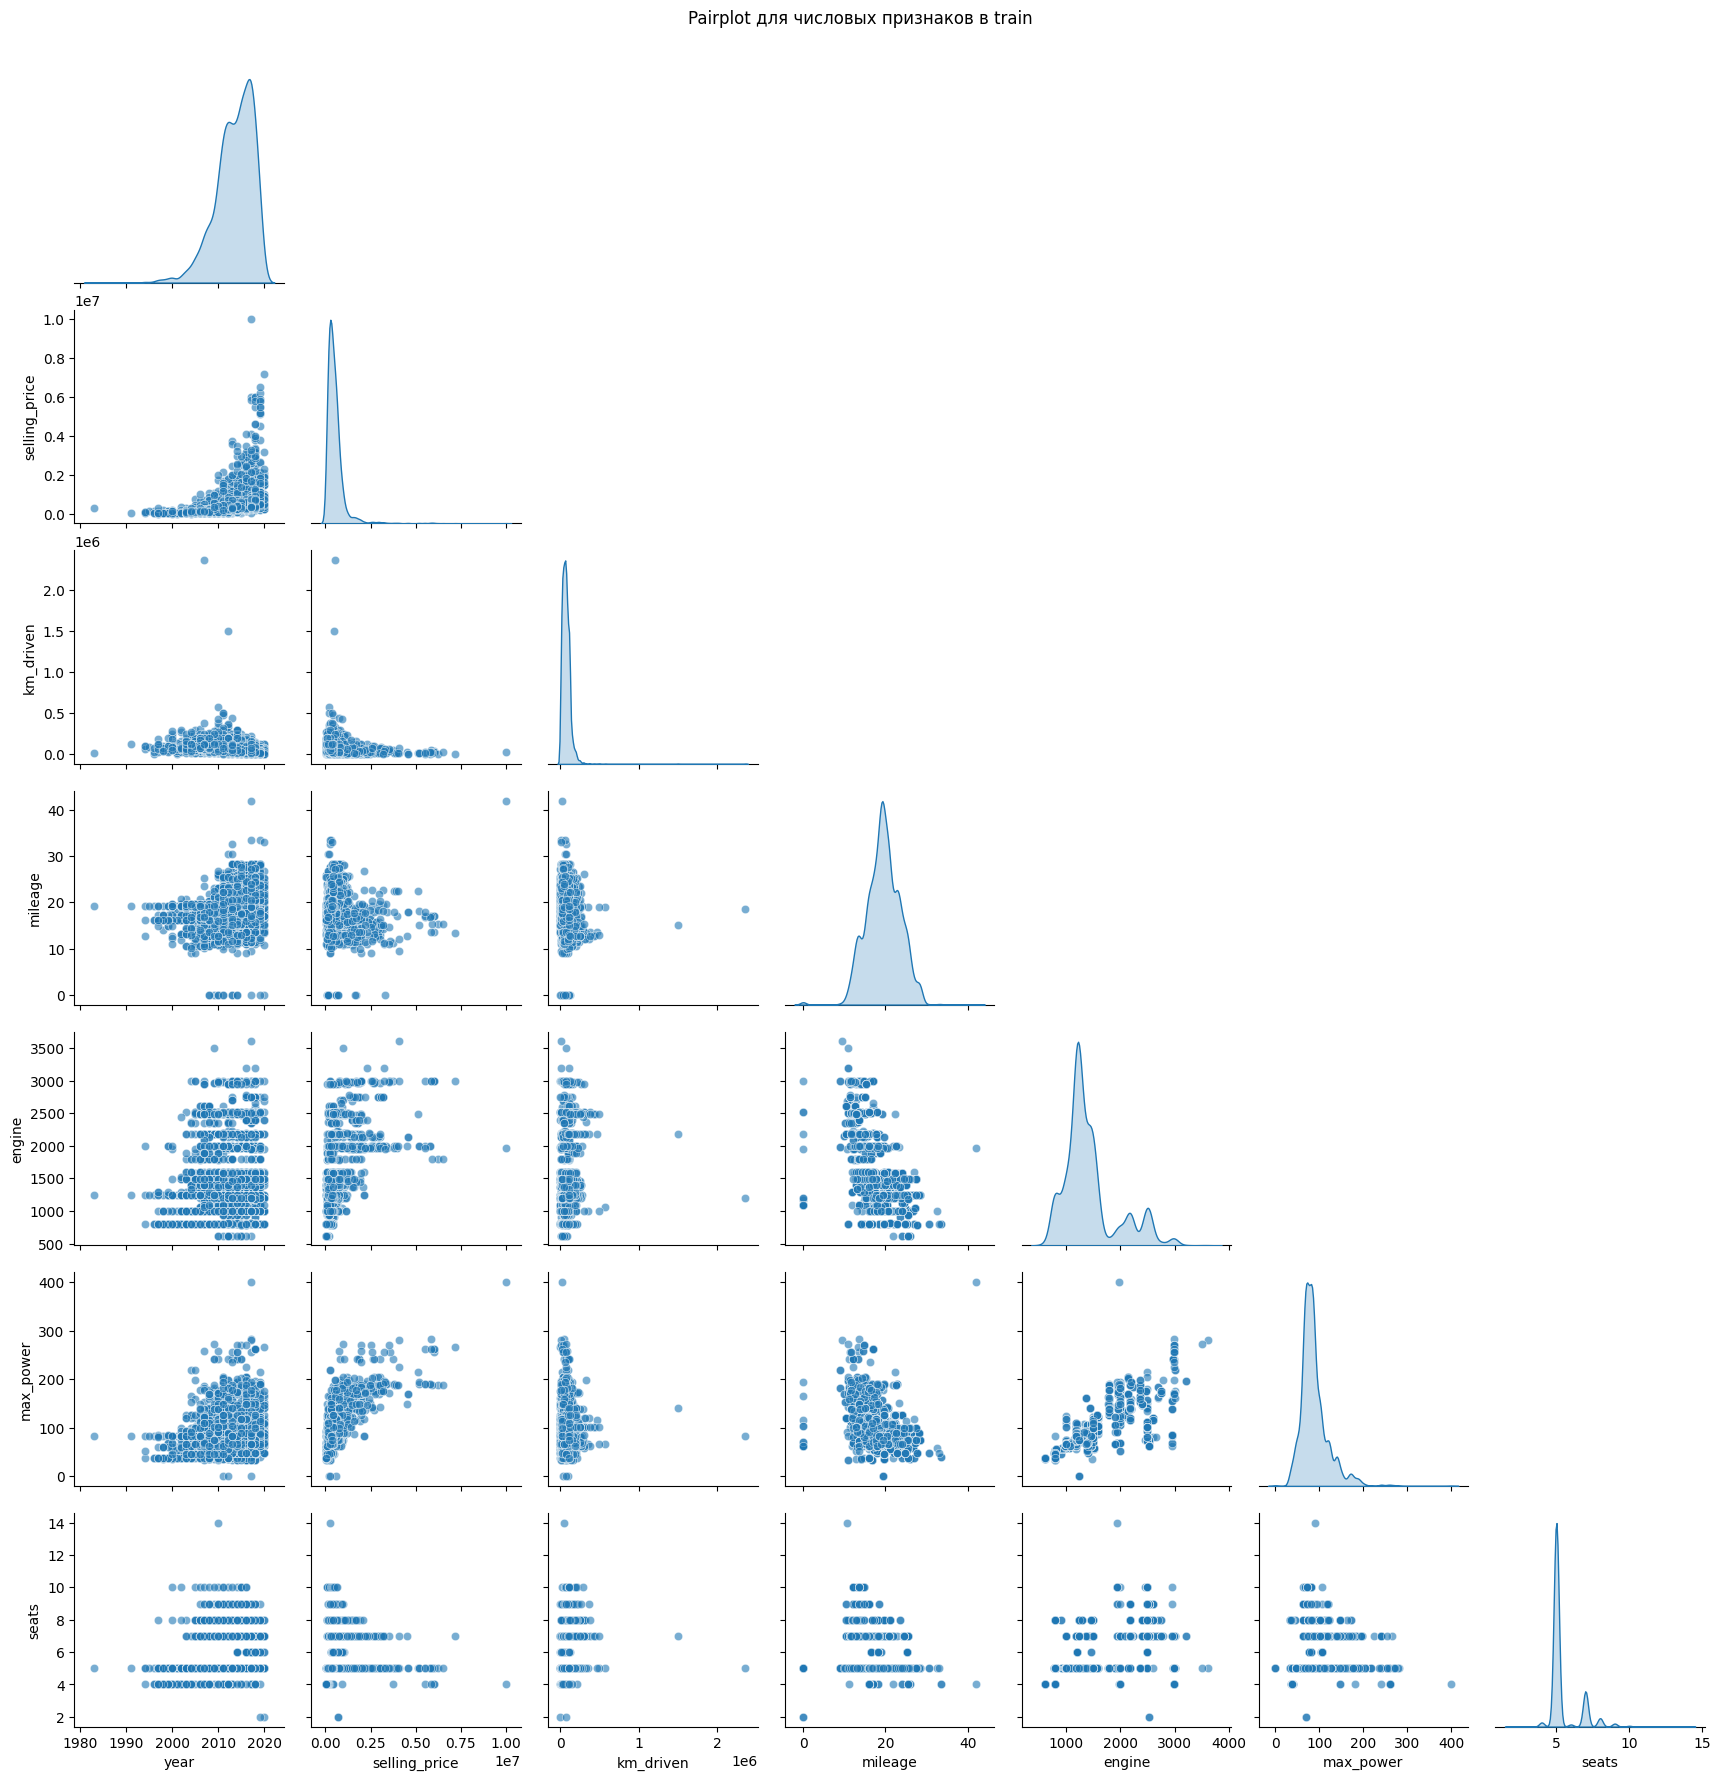 Pairplot для числовых признаков в train
1e7
1.0
0.8
0.6
0.4
0.2
0.0
selling_price
1e6
2.0
1.5
1.0
0.5
0.0
km_driven
40
30
20
10
0
mileage
3500
3000
2500
2000
1500
1000
500
engine
400
300
200
100
0
max_power
14
12
10
8
6
4
2
seats
1980 1990 2000 2010 2020
year
0.00 0.25 0.50 0.75 1.00
1e7
selling_price
0 1 2
1e6
km_driven
0 20 40
mileage
1000 2000 3000 4000
engine
0 100 200 300 400
max_power
5 10 15
seats